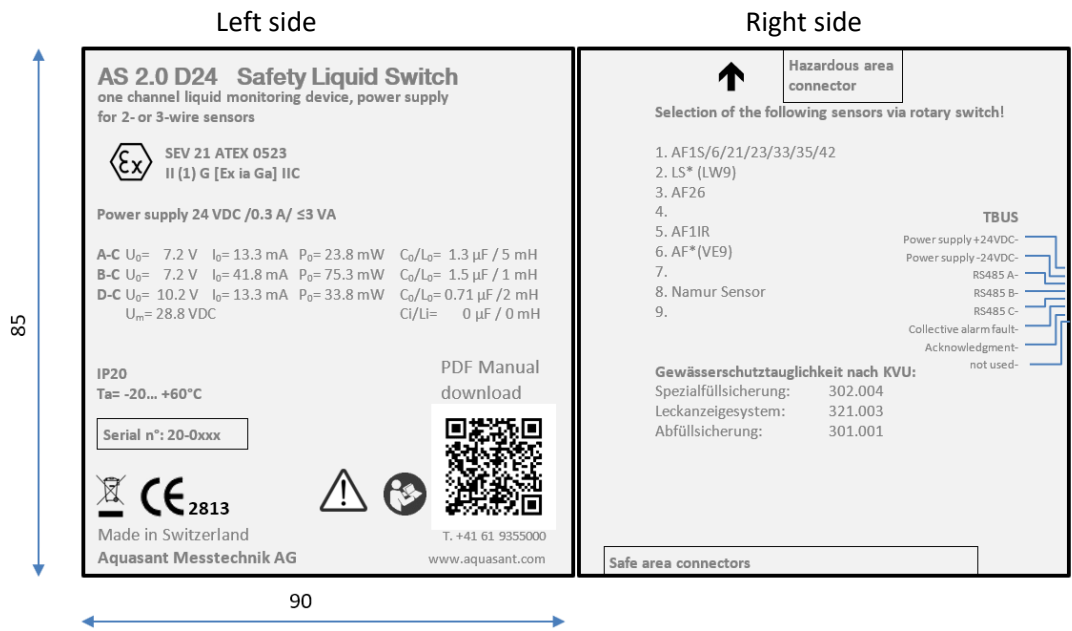 Left side
Right side
AS 2.0 D24 Safety Liquid Switch
one channel liquid monitoring device, power supply
for 2- or 3-wire sensors
Ex
SEV 21 ATEX 0523
II (1) G [Ex ia Ga] IIC
Power supply 24 VDC /0.3 A/ ≤3 VA
A-C U₀= 7.2 V I₀= 13.3 mA P₀= 23.8 mW C₀/L₀= 1.3 µF / 5 mH
B-C U₀= 7.2 V I₀= 41.8 mA P₀= 75.3 mW C₀/L₀= 1.5 µF / 1 mH
D-C U₀= 10.2 V I₀= 13.3 mA P₀= 33.8 mW C₀/L₀= 0.71 µF /2 mH
Uₘ= 28.8 VDC Ci/Li= 0 µF / 0 mH
IP20
Ta= -20... +60°C
PDF Manual
download
Serial n°: 20-0xxx
CE 2813
Made in Switzerland
Aquasant Messtechnik AG
T. +41 61 9355000
www.aquasant.com
85
90
Hazardous area
connector
Selection of the following sensors via rotary switch!
1. AF1S/6/21/23/33/35/42
2. LS* (LW9)
3. AF26
4.
5. AF1IR
6. AF*(VE9)
7.
8. Namur Sensor
9.
TBUS
Power supply +24VDC-
Power supply -24VDC-
RS485 A-
RS485 B-
RS485 C-
Collective alarm fault-
Acknowledgment-
not used-
Gewässerschutztauglichkeit nach KVU:
Spezialfüllsicherung: 302.004
Leckanzeigesystem: 321.003
Abfüllsicherung: 301.001
Safe area connectors